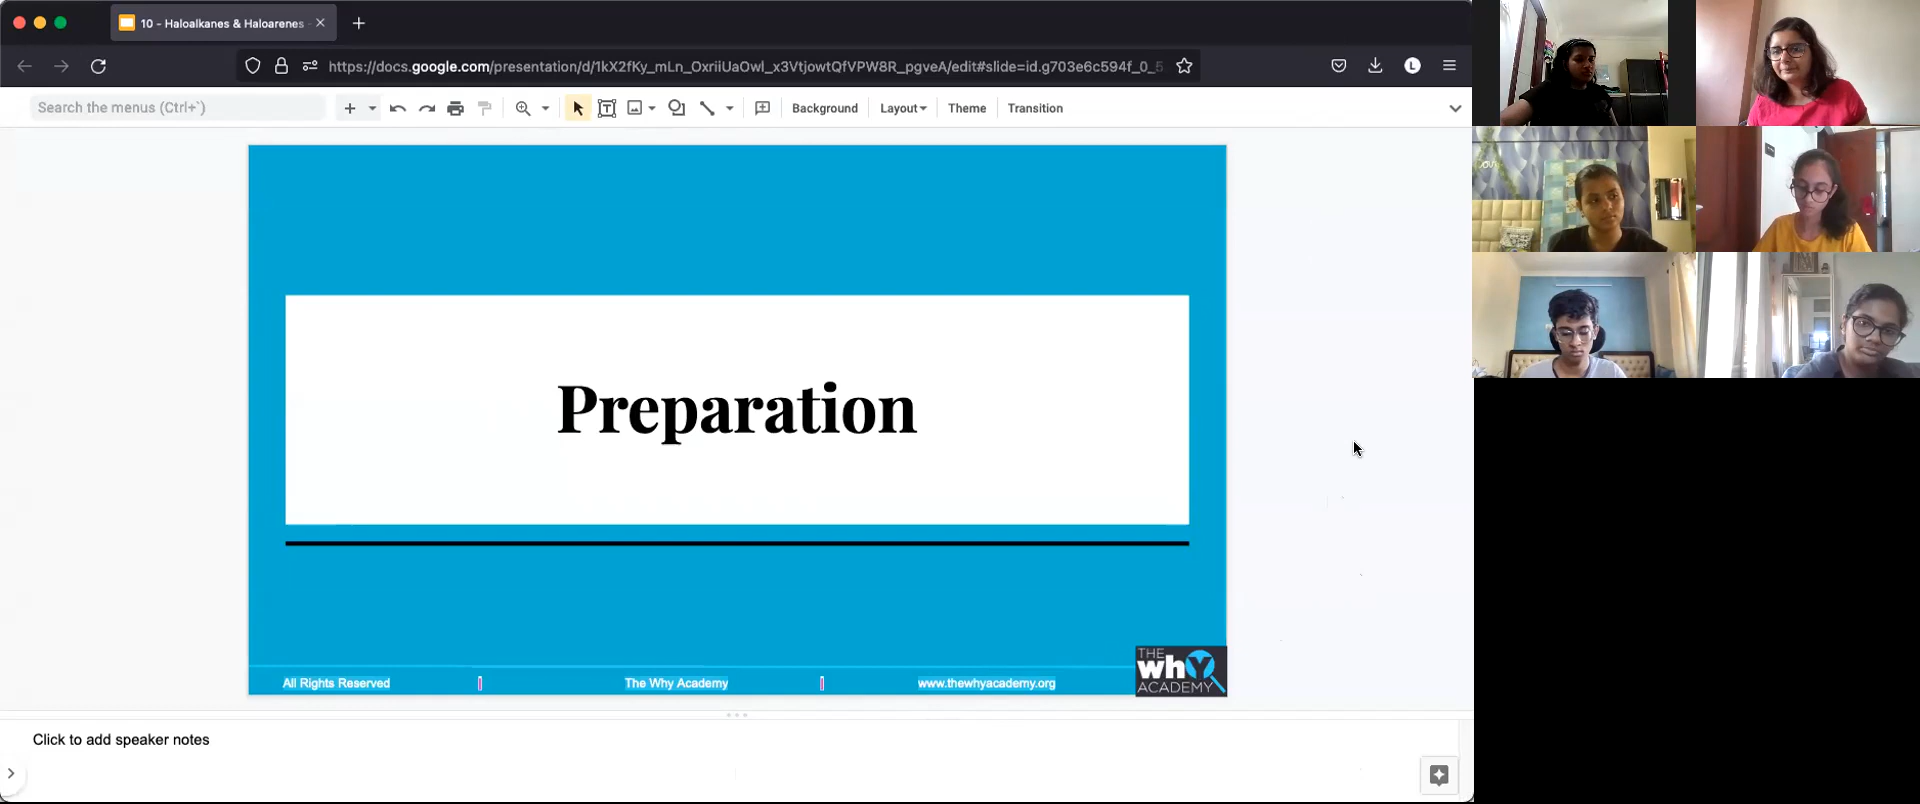 10 - Haloalkanes & Haloarenes -
https://docs.google.com/presentation/d/1kX2fKy_mLn_OxriiUaOwl_x3VtjowtQfVPW8R_pgveA/edit#slide=id.g703e6c594f_0_5
L
Search the menus (Ctrl+`)
Background
Layout
Theme
Transition
Preparation
All Rights Reserved
The Why Academy
www.thewhyacademy.org
THE
whY
ACADEMY
Click to add speaker notes